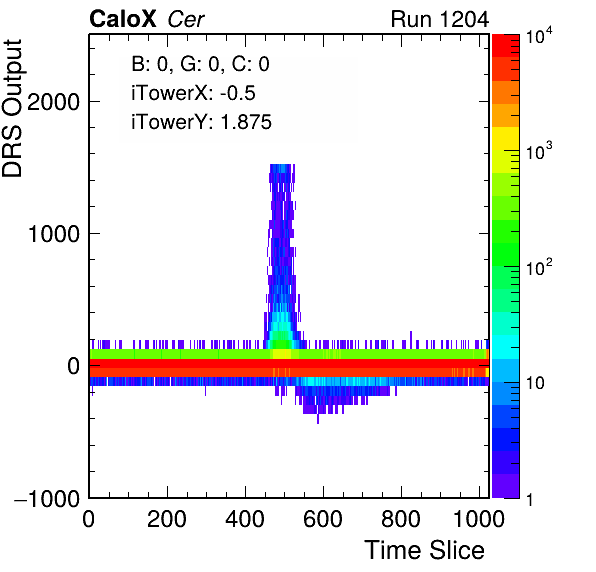 CaloX Cer Run 1204
B: 0, G: 0, C: 0
iTowerX: -0.5
iTowerY: 1.875
DRS Output
2000
1000
0
−1000
0 200 400 600 800 1000
Time Slice
10^4
10^3
10^2
10
1